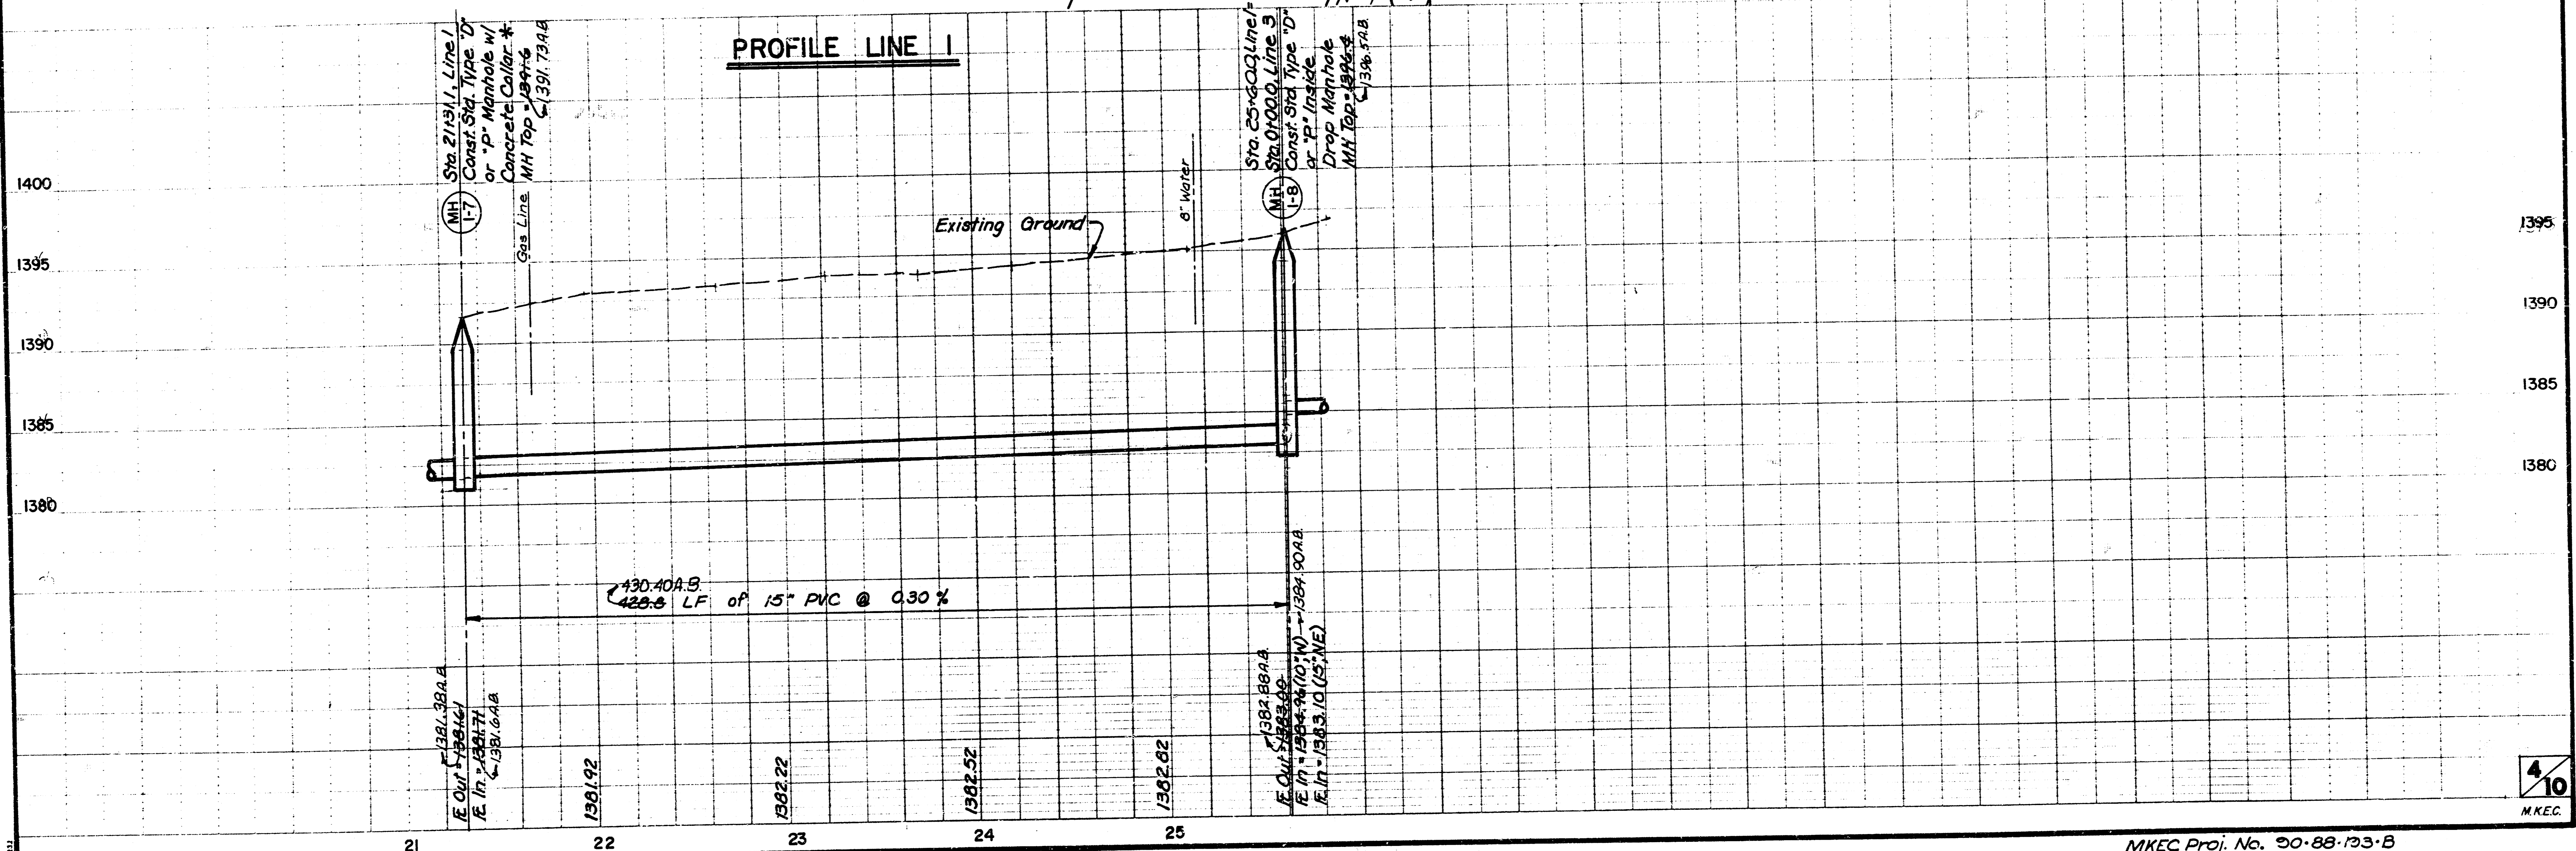 PROFILE LINE 1
Sta. 21+31.1, Line 1
Const. Std. Type "D"
or "P" Manhole w/
Concrete Collar *
MH Top = 1391.6
1391.73 A.B.
MH
1-7
Gas Line
Existing Ground
8" Water
Sta. 25+60.0, Line 1=
Sta. 0+00.0, Line 3
Const. Std. Type "D"
or "P" Inside
Drop Manhole
MH Top = 1396.4
1396.5 A.B.
MH
1-8
1400
1395
1390
1385
1380
1395
1390
1385
1380
430.40 A.B.
428.8 LF of 15" PVC @ 0.30 %
1381.38 A.B.
FE Out = 1381.61
FE In = 1381.71
1381.6 A.B.
1381.92
1382.22
1382.52
1382.82
1382.88 A.B.
FE Out = 1383.00
FE In = 1384.96 (10", W) 1384.90 A.B.
FE In = 1383.10 (15", NE)
21
22
23
24
25
4/10
M.K.E.C.
MKEC Proj. No. 90-88-133-B